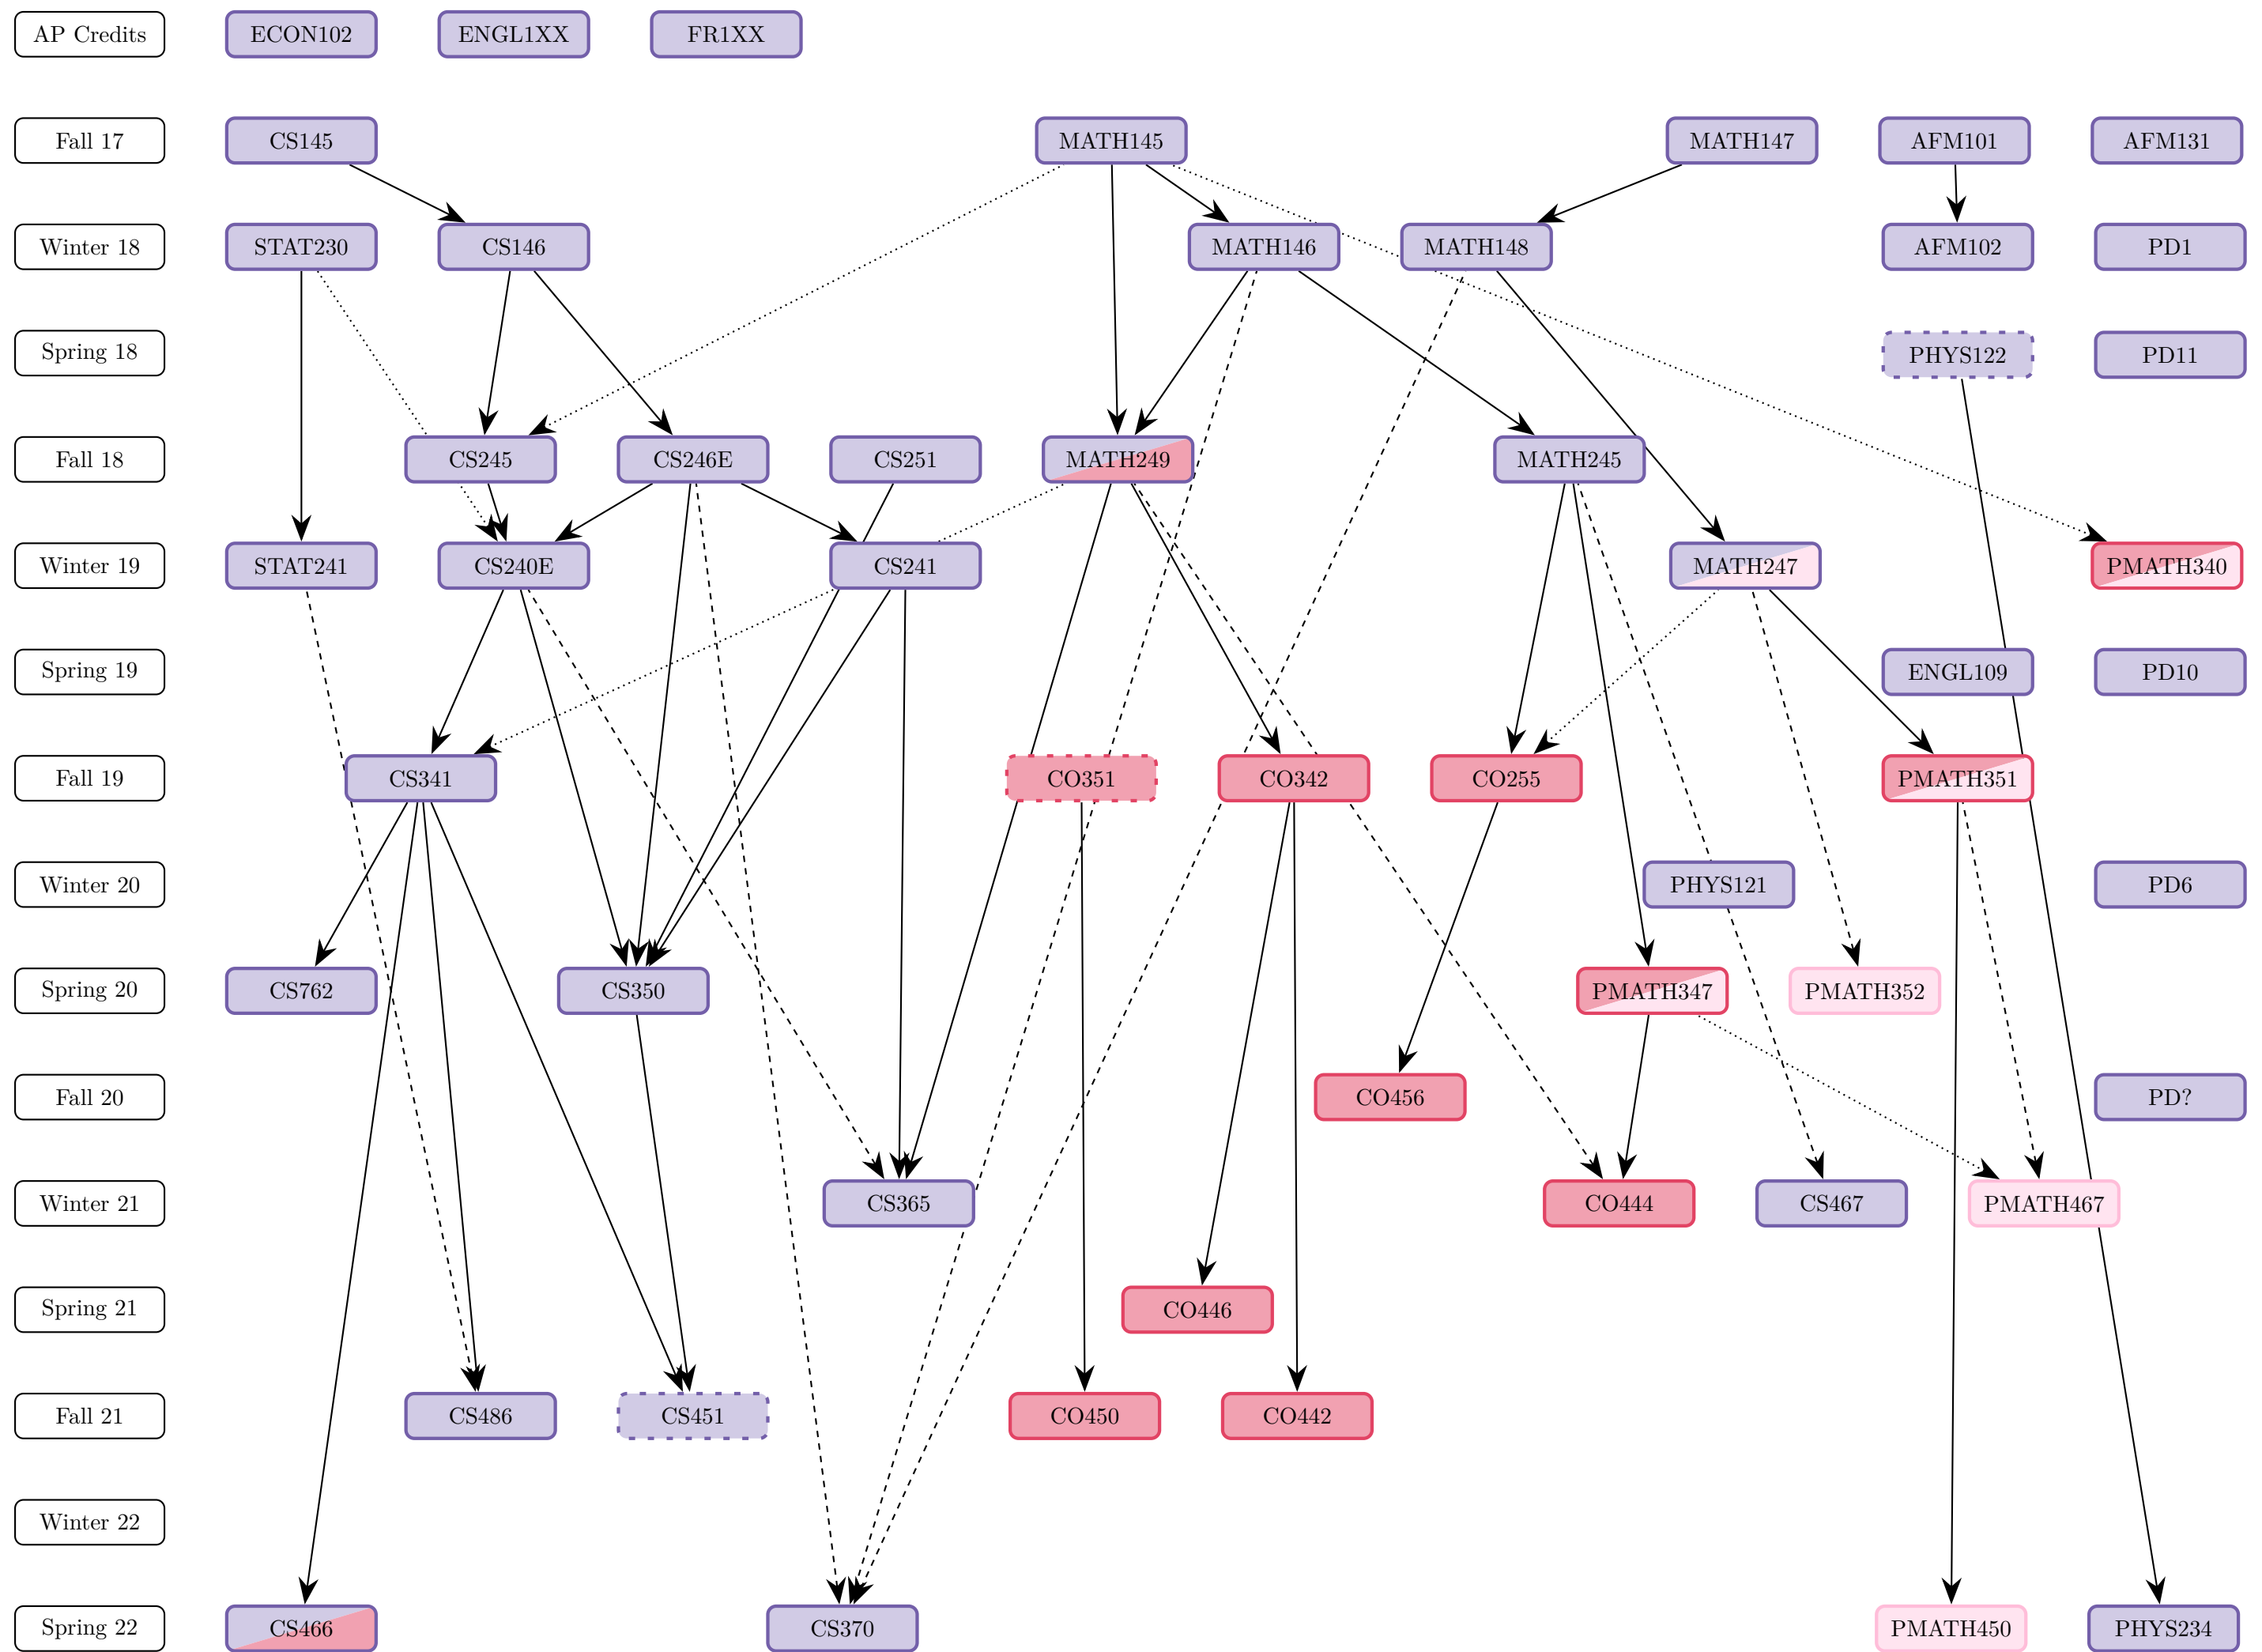 AP Credits ECON102 ENGL1XX FR1XX
Fall 17 CS145 MATH145 MATH147 AFM101 AFM131
Winter 18 STAT230 CS146 MATH146 MATH148 AFM102 PD1
Spring 18 PHYS122 PD11
Fall 18 CS245 CS246E CS251 MATH249 MATH245
Winter 19 STAT241 CS240E CS241 MATH247 PMATH340
Spring 19 ENGL109 PD10
Fall 19 CS341 CO351 CO342 CO255 PMATH351
Winter 20 PHYS121 PD6
Spring 20 CS762 CS350 PMATH347 PMATH352
Fall 20 CO456 PD?
Winter 21 CS365 CO444 CS467 PMATH467
Spring 21 CO446
Fall 21 CS486 CS451 CO450 CO442
Winter 22
Spring 22 CS466 CS370 PMATH450 PHYS234